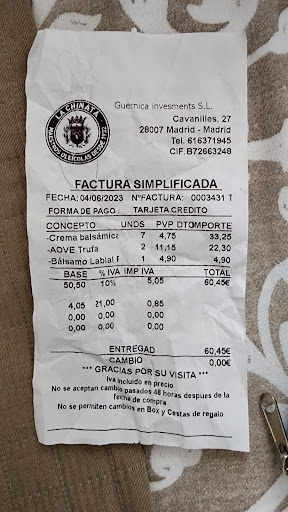 LA CHINATA
MAESTROS OLEÍCOLAS DESDE 1932
Guernica invesments S.L.
Cavanilles, 27
28007 Madrid - Madrid
Tel. 616371945
CIF.B72663248
FACTURA SIMPLIFICADA
FECHA: 04/06/2023 NºFACTURA: 0003431 T
FORMA DE PAGO : TARJETA CREDITO
CONCEPTO UNDS PVP DTOIMPORTE
-Crema balsámica 7 4,75 33,25
-AOVE Trufa 2 11,15 22,30
-Bálsamo Labial F 1 4,90 4,90
BASE % IVA IMP IVA TOTAL
50,50 10% 5,05 60,45€
4,05 21,00 0,85
0,00 0,00 0,00
0,00 0,00 0,00
ENTREGAD 60,45€
CAMBIO 0,00€
*** GRACIAS POR SU VISITA ***
Iva incluido en precio
No se aceptan cambios pasados 48 horas despues de la
fecha de compra
No se permiten cambios en Box y Cestas de regalo